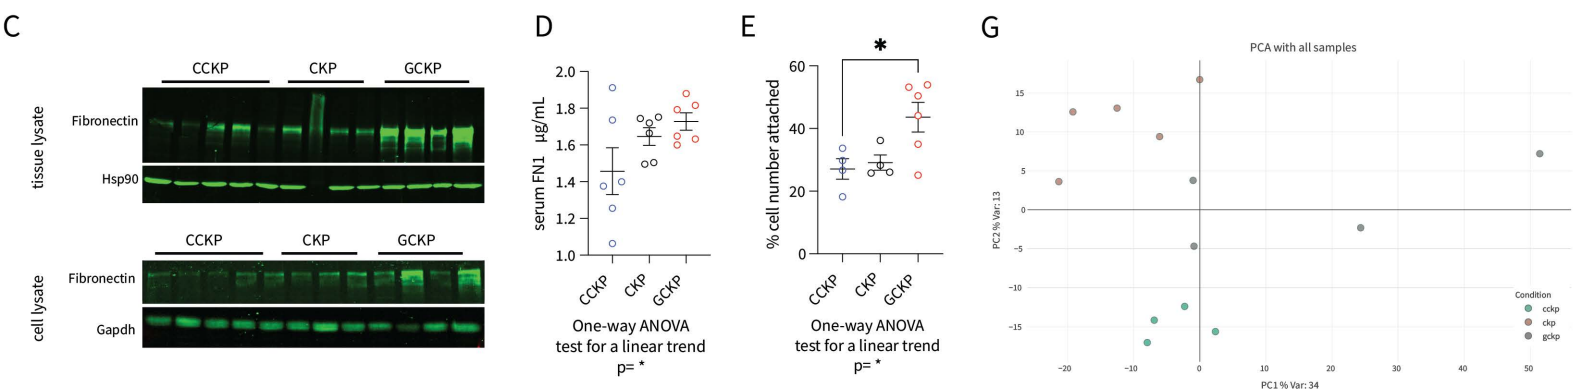 C
CCKP
CKP
GCKP
tissue lysate
Fibronectin
Hsp90
CCKP
CKP
GCKP
cell lysate
Fibronectin
Gapdh
D
serum FN1 µg/mL
2.0
1.8
1.6
1.4
1.2
1.0
CCKP
CKP
GCKP
One-way ANOVA
test for a linear trend
p= *
E
*
% cell number attached
60
40
20
0
CCKP
CKP
GCKP
One-way ANOVA
test for a linear trend
p= *
G
PCA with all samples
PC2 % Var: 13
15
10
5
0
−5
−10
−15
−20
−10
0
10
20
30
40
50
PC1 % Var: 34
Condition
cckp
ckp
gckp